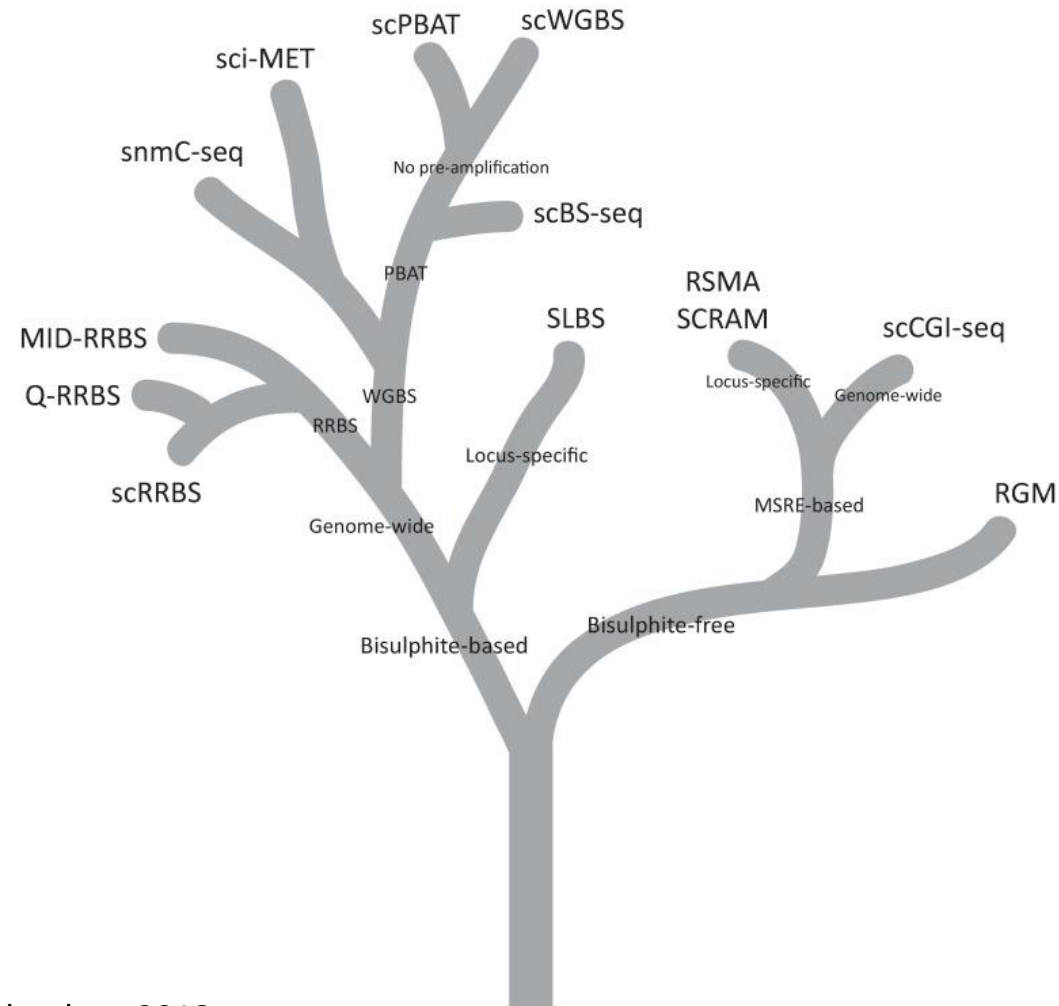 scPBAT
scWGBS
sci-MET
snmC-seq
No pre-amplification
scBS-seq
PBAT
RSMA
SCRAM
SLBS
scCGI-seq
MID-RRBS
Q-RRBS
WGBS
RRBS
Locus-specific
Genome-wide
Locus-specific
scRRBS
MSRE-based
RGM
Genome-wide
Bisulphite-free
Bisulphite-based